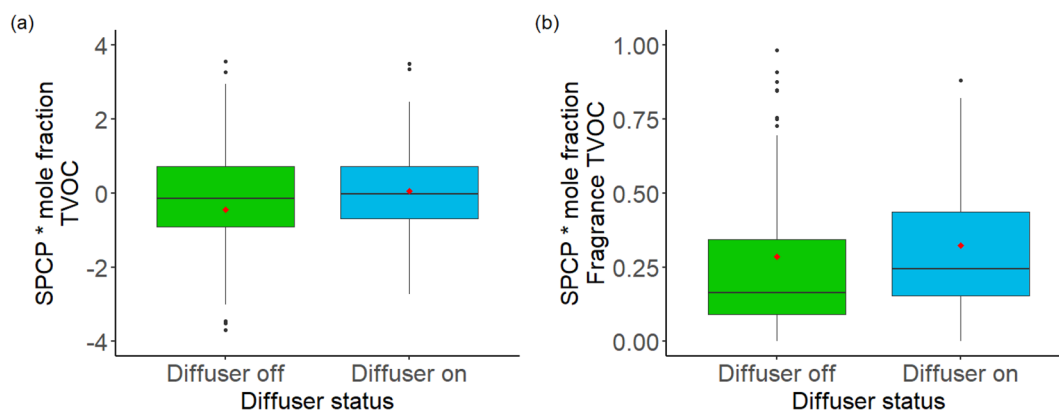 (a)
SPCP * mole fraction
TVOC
4
2
0
-2
-4
Diffuser off
Diffuser on
Diffuser status
(b)
SPCP * mole fraction
Fragrance TVOC
1.00
0.75
0.50
0.25
0.00
Diffuser off
Diffuser on
Diffuser status